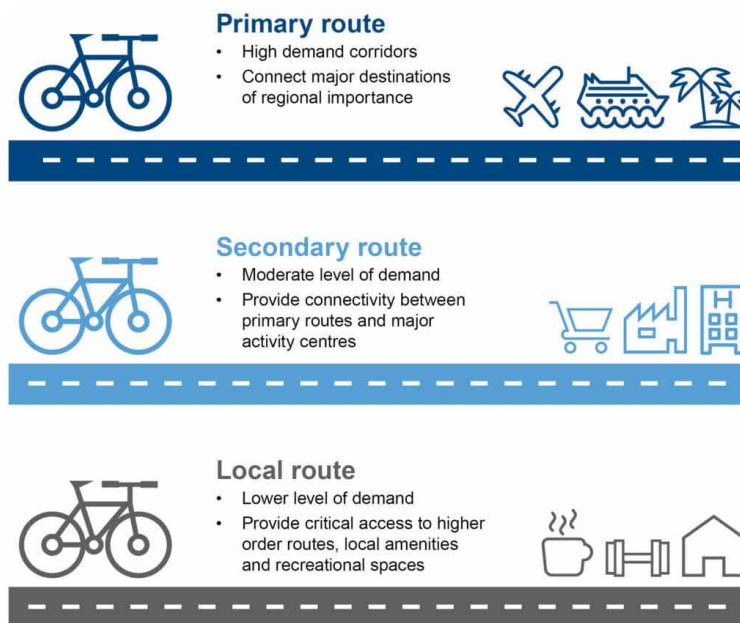 Primary route
• High demand corridors
• Connect major destinations
of regional importance
Secondary route
• Moderate level of demand
• Provide connectivity between
primary routes and major
activity centres
H
Local route
• Lower level of demand
• Provide critical access to higher
order routes, local amenities
and recreational spaces